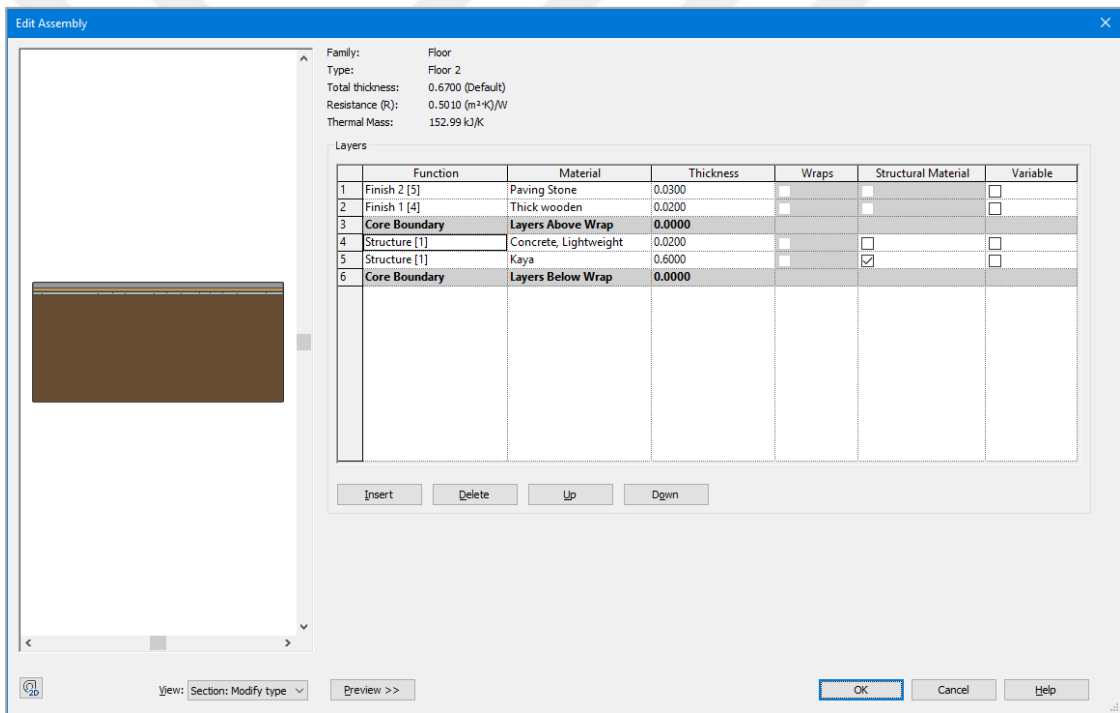 Edit Assembly
Family: Floor
Type: Floor 2
Total thickness: 0.6700 (Default)
Resistance (R): 0.5010 (m²·K)/W
Thermal Mass: 152.99 kJ/K
Layers
Function Material Thickness Wraps Structural Material Variable
1 Finish 2 [5] Paving Stone 0.0300
2 Finish 1 [4] Thick wooden 0.0200
3 Core Boundary Layers Above Wrap 0.0000
4 Structure [1] Concrete, Lightweight 0.0200
5 Structure [1] Kaya 0.6000
6 Core Boundary Layers Below Wrap 0.0000
Insert Delete Up Down
2D View: Section: Modify type Preview >> OK Cancel Help